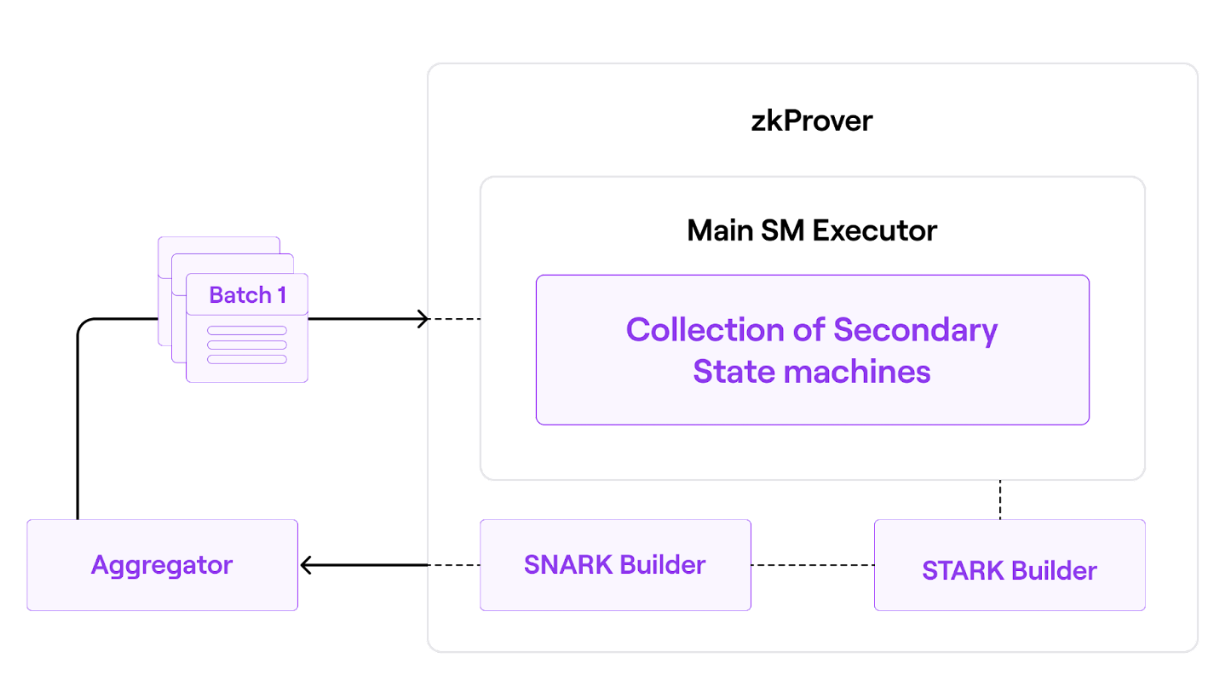 zkProver
Main SM Executor
Batch 1
Collection of Secondary
State machines
Aggregator
SNARK Builder
STARK Builder